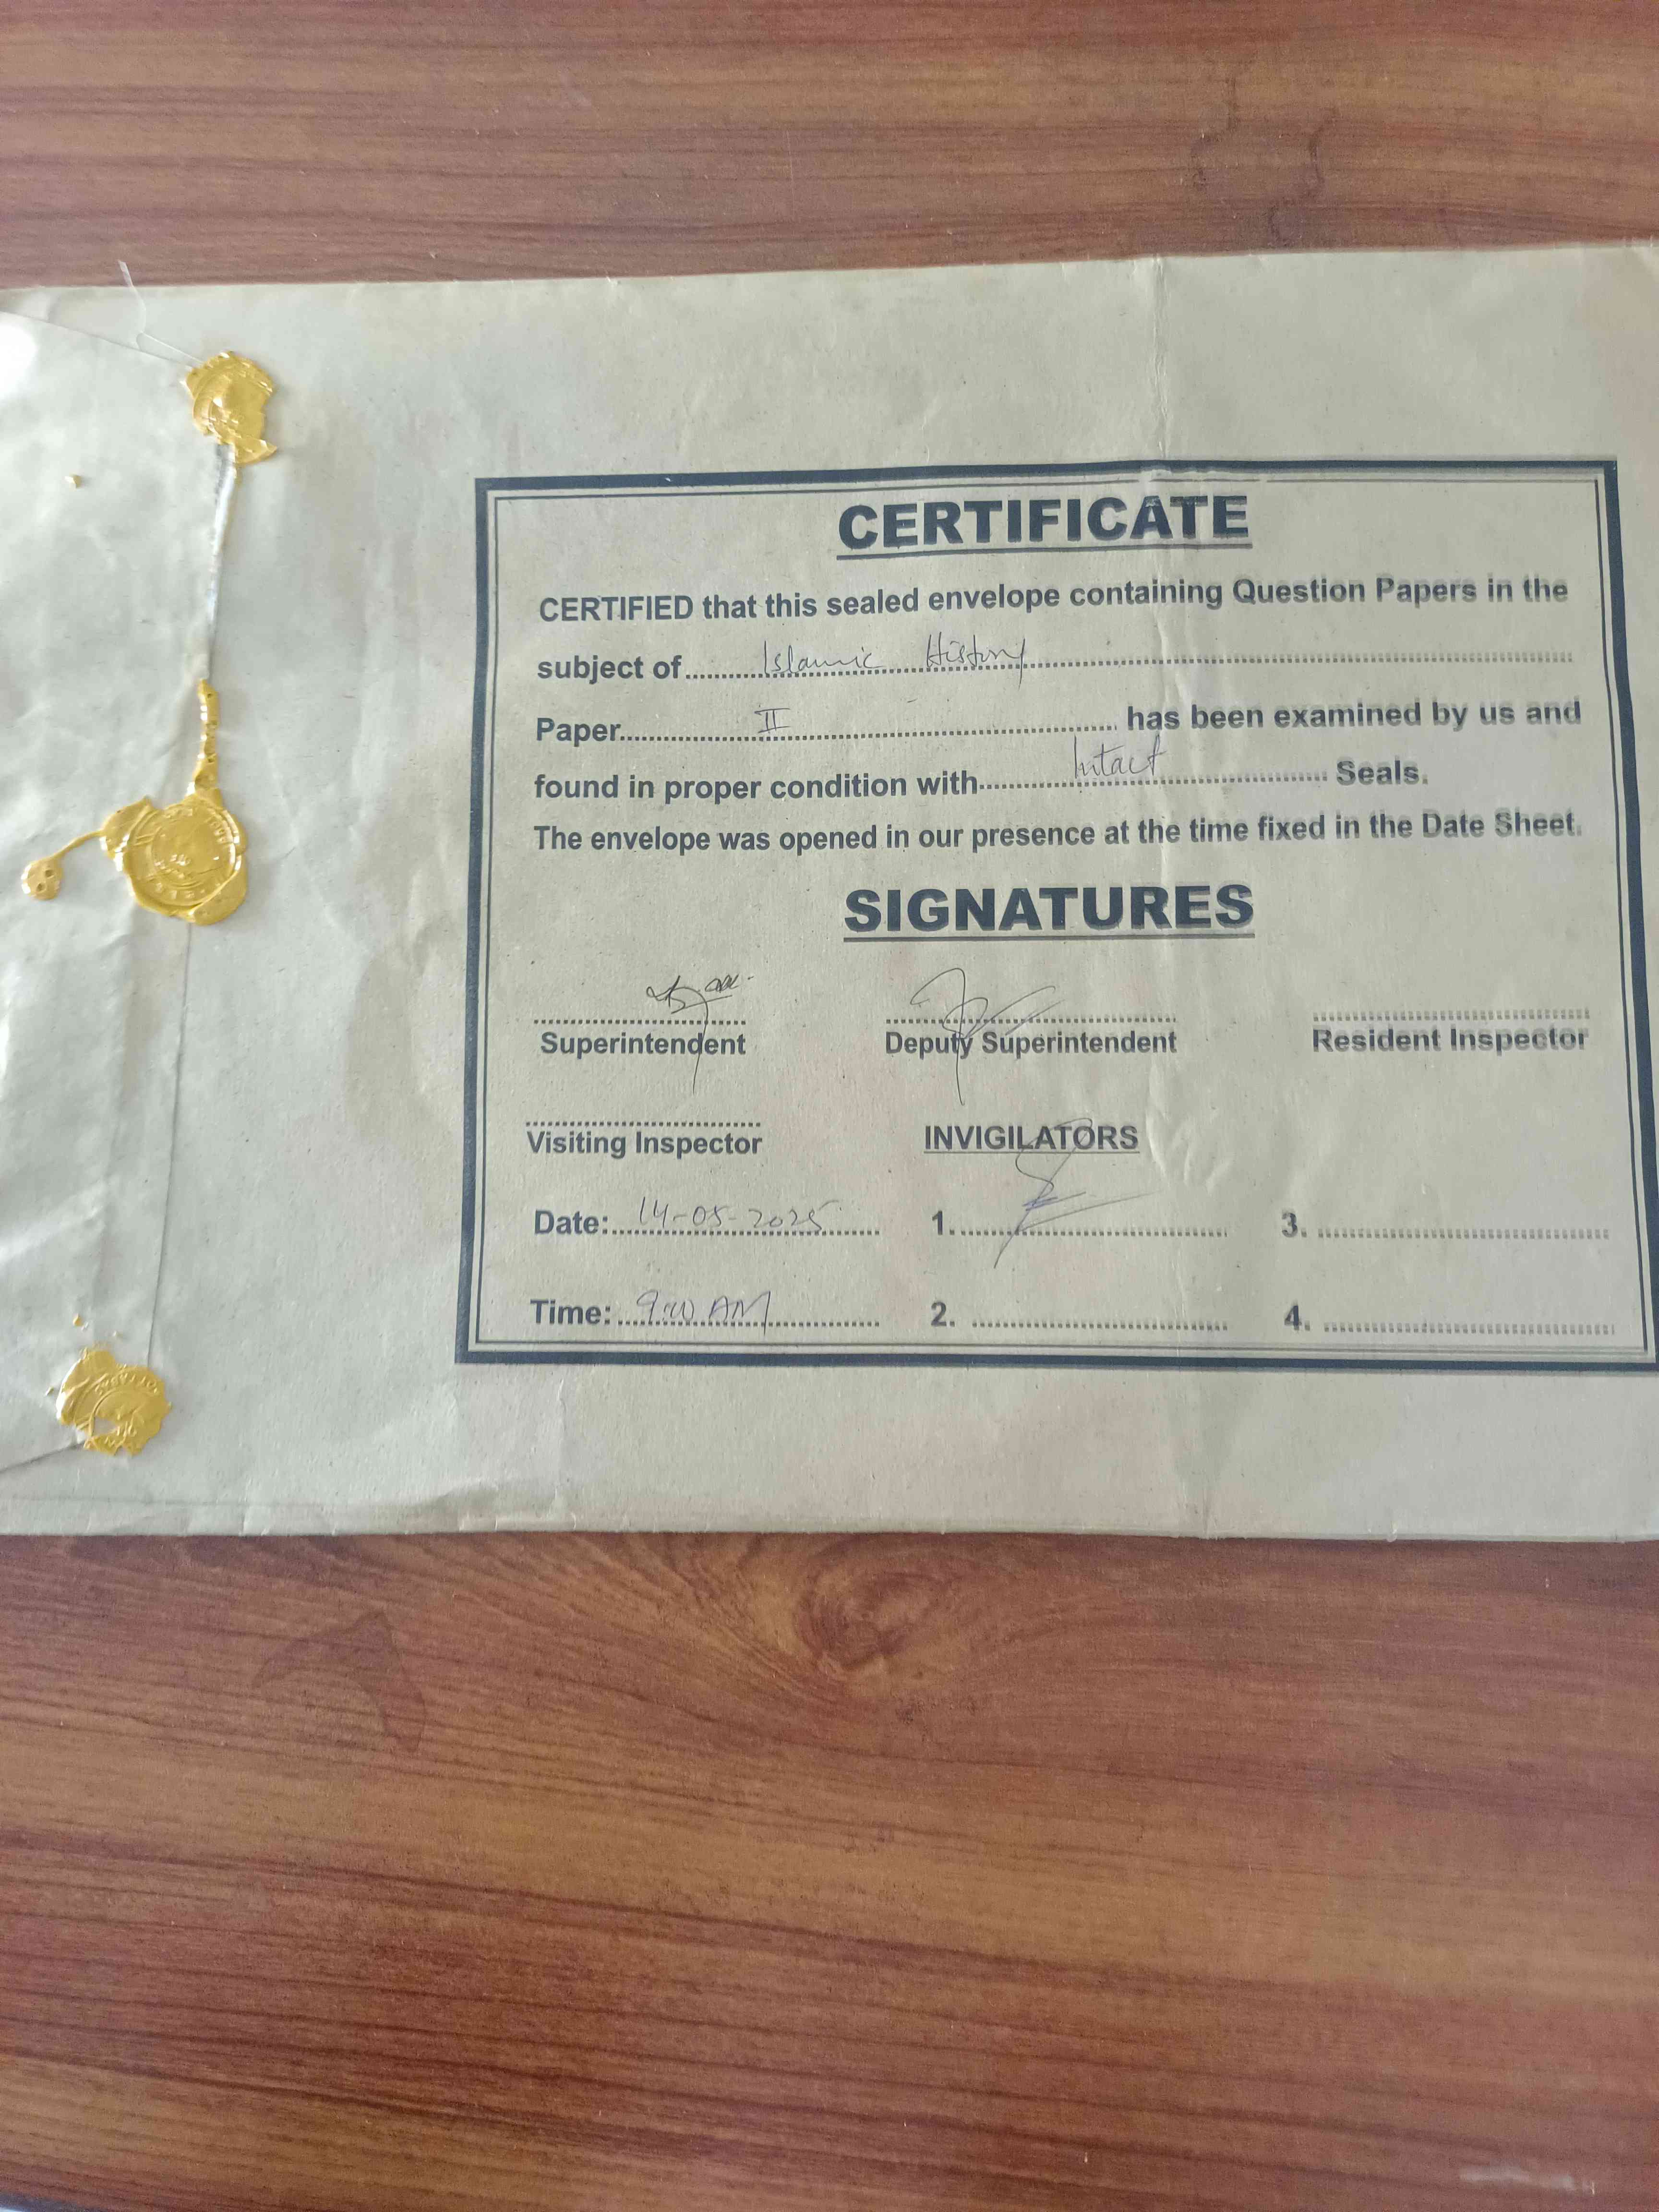 CERTIFICATE
CERTIFIED that this sealed envelope containing Question Papers in the
subject of Islamic History
Paper II has been examined by us and
found in proper condition with Intact Seals.
The envelope was opened in our presence at the time fixed in the Date Sheet.
SIGNATURES
Superintendent Deputy Superintendent Resident Inspector
Visiting Inspector INVIGILATORS
Date: 14-05-2025 1. 3.
Time: 9:00 AM 2. 4.